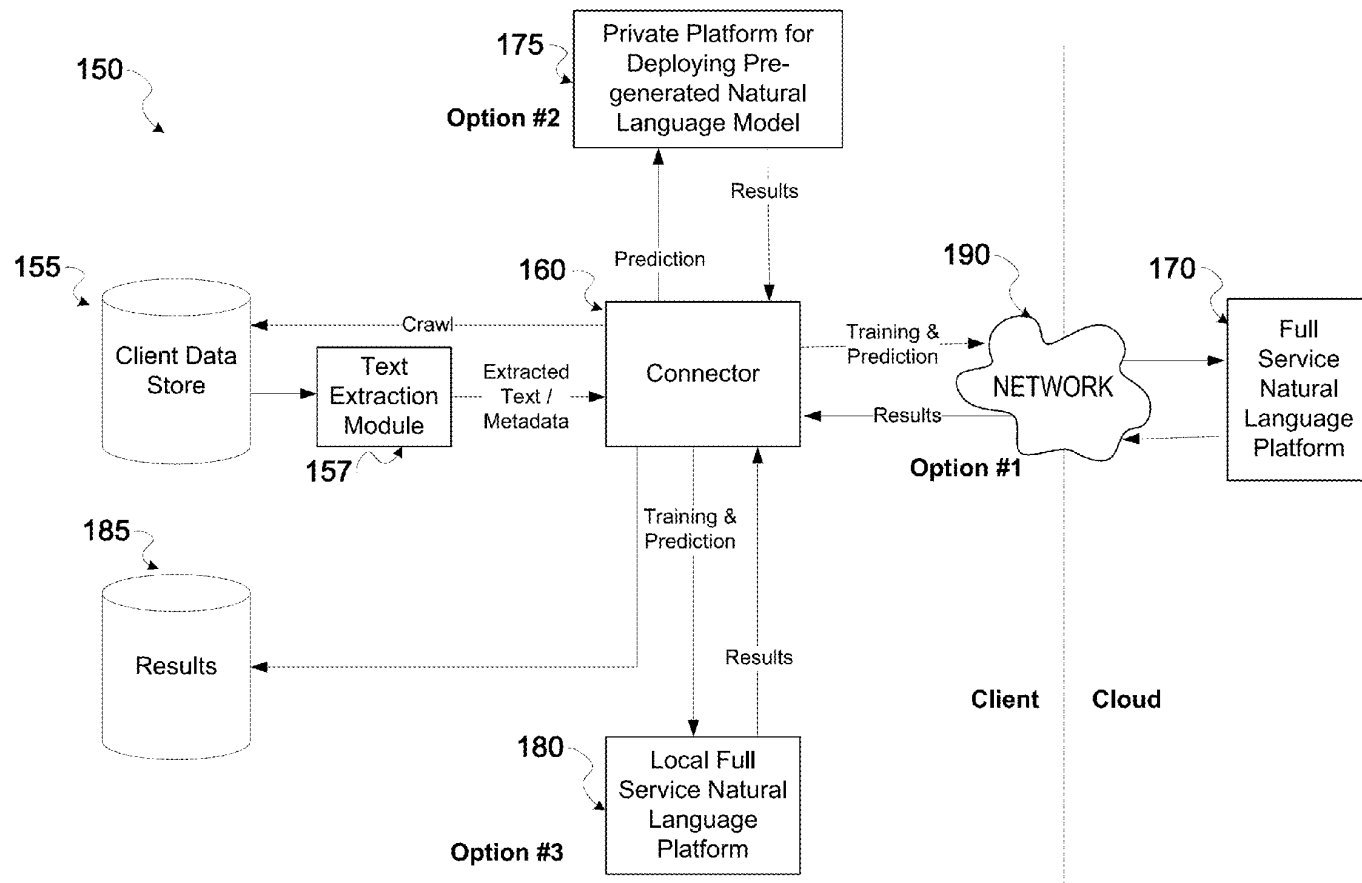 150
175
Private Platform for
Deploying Pre-
generated Natural
Language Model
Option #2
Results
Prediction
155
Client Data
Store
Crawl
Text
Extraction
Module
157
Extracted
Text /
Metadata
160
Connector
Training &
Prediction
Results
Option #1
190
NETWORK
170
Full
Service
Natural
Language
Platform
185
Results
Training &
Prediction
Results
180
Local Full
Service Natural
Language
Platform
Option #3
Client
Cloud